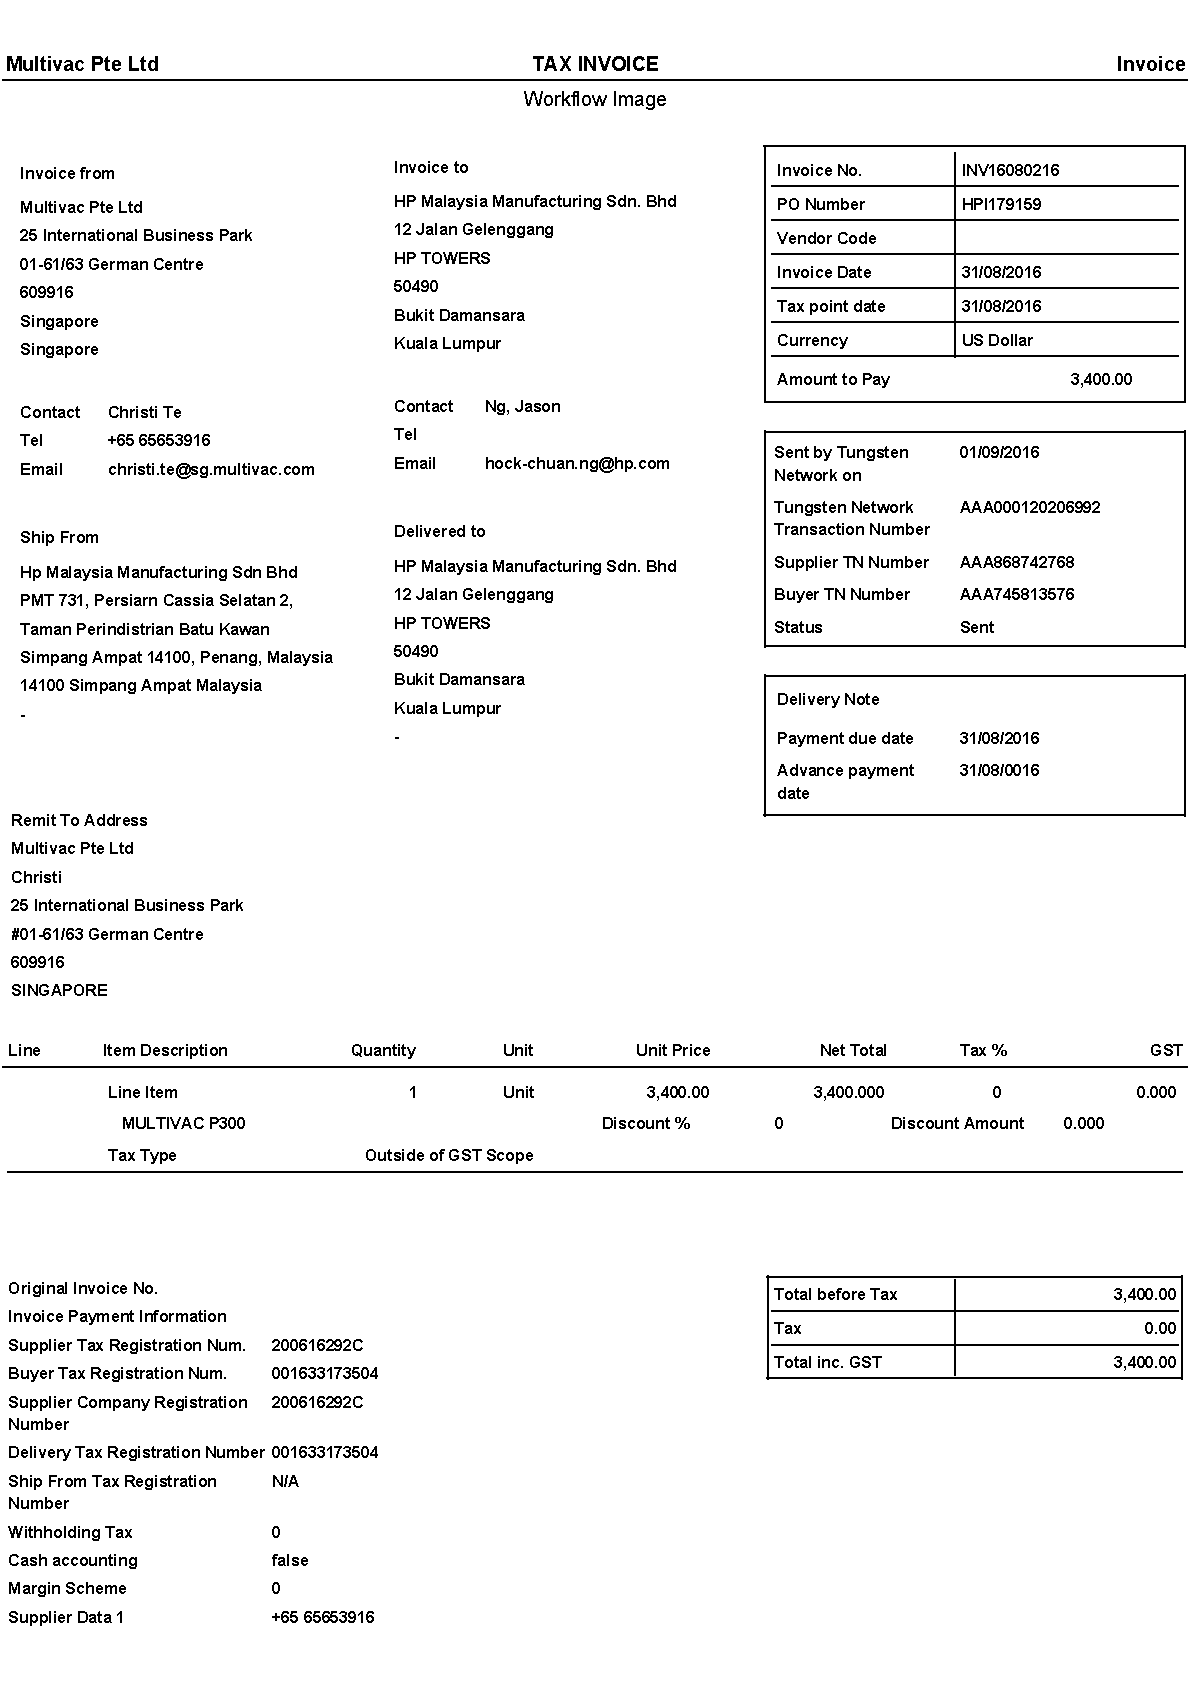 Multivac Pte Ltd TAX INVOICE Invoice
Workflow Image
Invoice from
Multivac Pte Ltd
25 International Business Park
01-61/63 German Centre
609916
Singapore
Singapore
Contact Christi Te
Tel +65 65653916
Email christi.te@sg.multivac.com
Invoice to
HP Malaysia Manufacturing Sdn. Bhd
12 Jalan Gelenggang
HP TOWERS
50490
Bukit Damansara
Kuala Lumpur
Contact Ng, Jason
Tel
Email hock-chuan.ng@hp.com
Invoice No. INV16080216
PO Number HPI179159
Vendor Code
Invoice Date 31/08/2016
Tax point date 31/08/2016
Currency US Dollar
Amount to Pay 3,400.00
Sent by Tungsten 01/09/2016
Network on
Tungsten Network AAA000120206992
Transaction Number
Supplier TN Number AAA868742768
Buyer TN Number AAA745813576
Status Sent
Ship From
Hp Malaysia Manufacturing Sdn Bhd
PMT 731, Persiarn Cassia Selatan 2,
Taman Perindistrian Batu Kawan
Simpang Ampat 14100, Penang, Malaysia
14100 Simpang Ampat Malaysia
-
Delivered to
HP Malaysia Manufacturing Sdn. Bhd
12 Jalan Gelenggang
HP TOWERS
50490
Bukit Damansara
Kuala Lumpur
-
Delivery Note
Payment due date 31/08/2016
Advance payment 31/08/0016
date
Remit To Address
Multivac Pte Ltd
Christi
25 International Business Park
#01-61/63 German Centre
609916
SINGAPORE
Line Item Description Quantity Unit Unit Price Net Total Tax % GST
Line Item 1 Unit 3,400.00 3,400.000 0 0.000
MULTIVAC P300 Discount % 0 Discount Amount 0.000
Tax Type Outside of GST Scope
Original Invoice No.
Invoice Payment Information
Supplier Tax Registration Num. 200616292C
Buyer Tax Registration Num. 001633173504
Supplier Company Registration 200616292C
Number
Delivery Tax Registration Number 001633173504
Ship From Tax Registration N/A
Number
Withholding Tax 0
Cash accounting false
Margin Scheme 0
Supplier Data 1 +65 65653916
Total before Tax 3,400.00
Tax 0.00
Total inc. GST 3,400.00